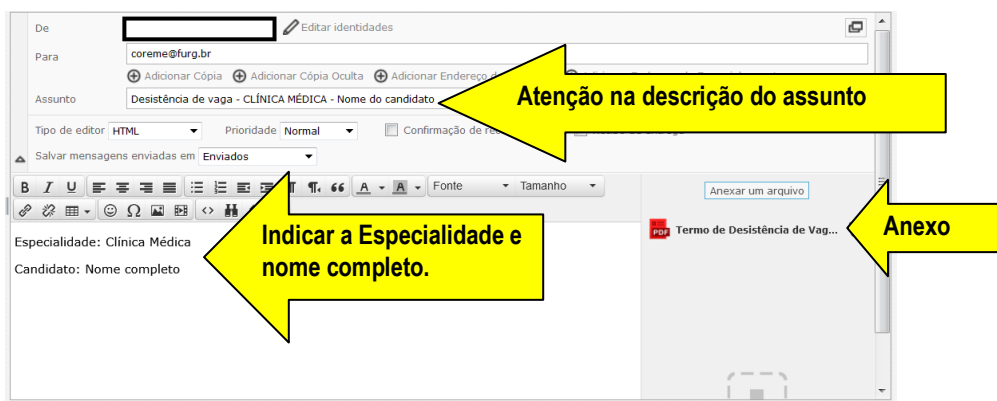 De Editar identidades
Para coreme@furg.br
Adicionar Cópia Adicionar Cópia Oculta Adicionar Endereço
Assunto Desistência de vaga - CLÍNICA MÉDICA - Nome do candidato
Atenção na descrição do assunto
Tipo de editor HTML Prioridade Normal Confirmação de
Salvar mensagens enviadas em Enviados
B I U A A Fonte Tamanho
Anexar um arquivo
PDF Termo de Desistência de Vag...
Anexo
Especialidade: Clínica Médica
Candidato: Nome completo
Indicar a Especialidade e
nome completo.